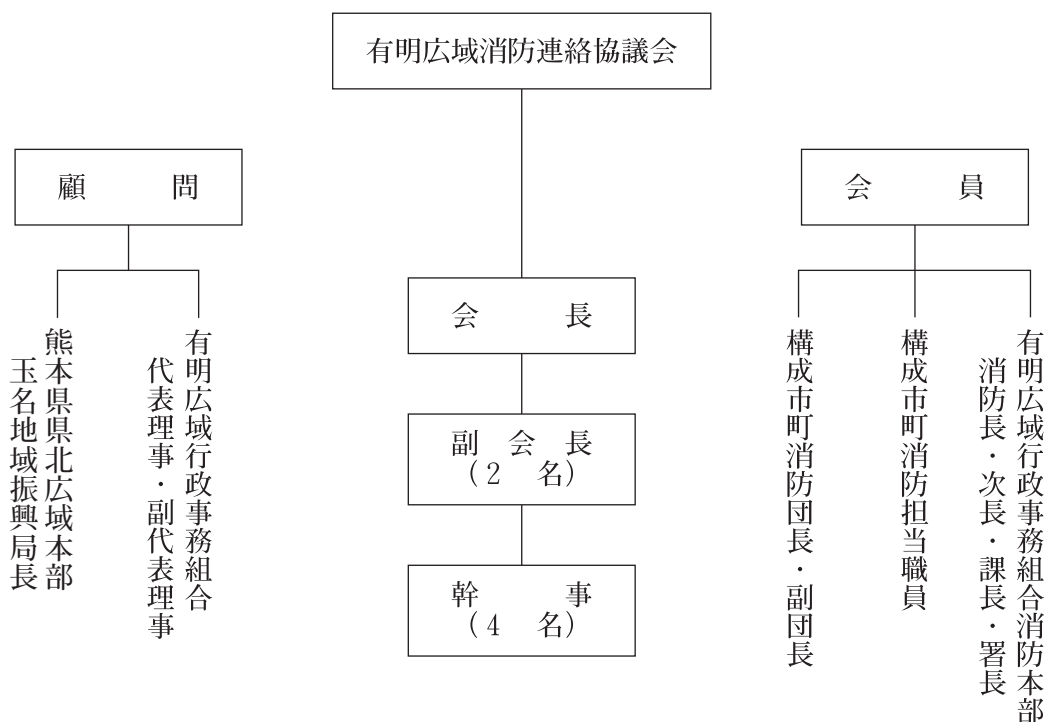 有明広域消防連絡協議会
顧問
有明広域行政事務組合
代表理事・副代表理事
熊本県県北広域本部
玉名地域振興局長
会長
副会長
(2名)
幹事
(4名)
会員
有明広域行政事務組合消防本部
消防長・次長・課長・署長
構成市町消防担当職員
構成市町消防団長・副団長